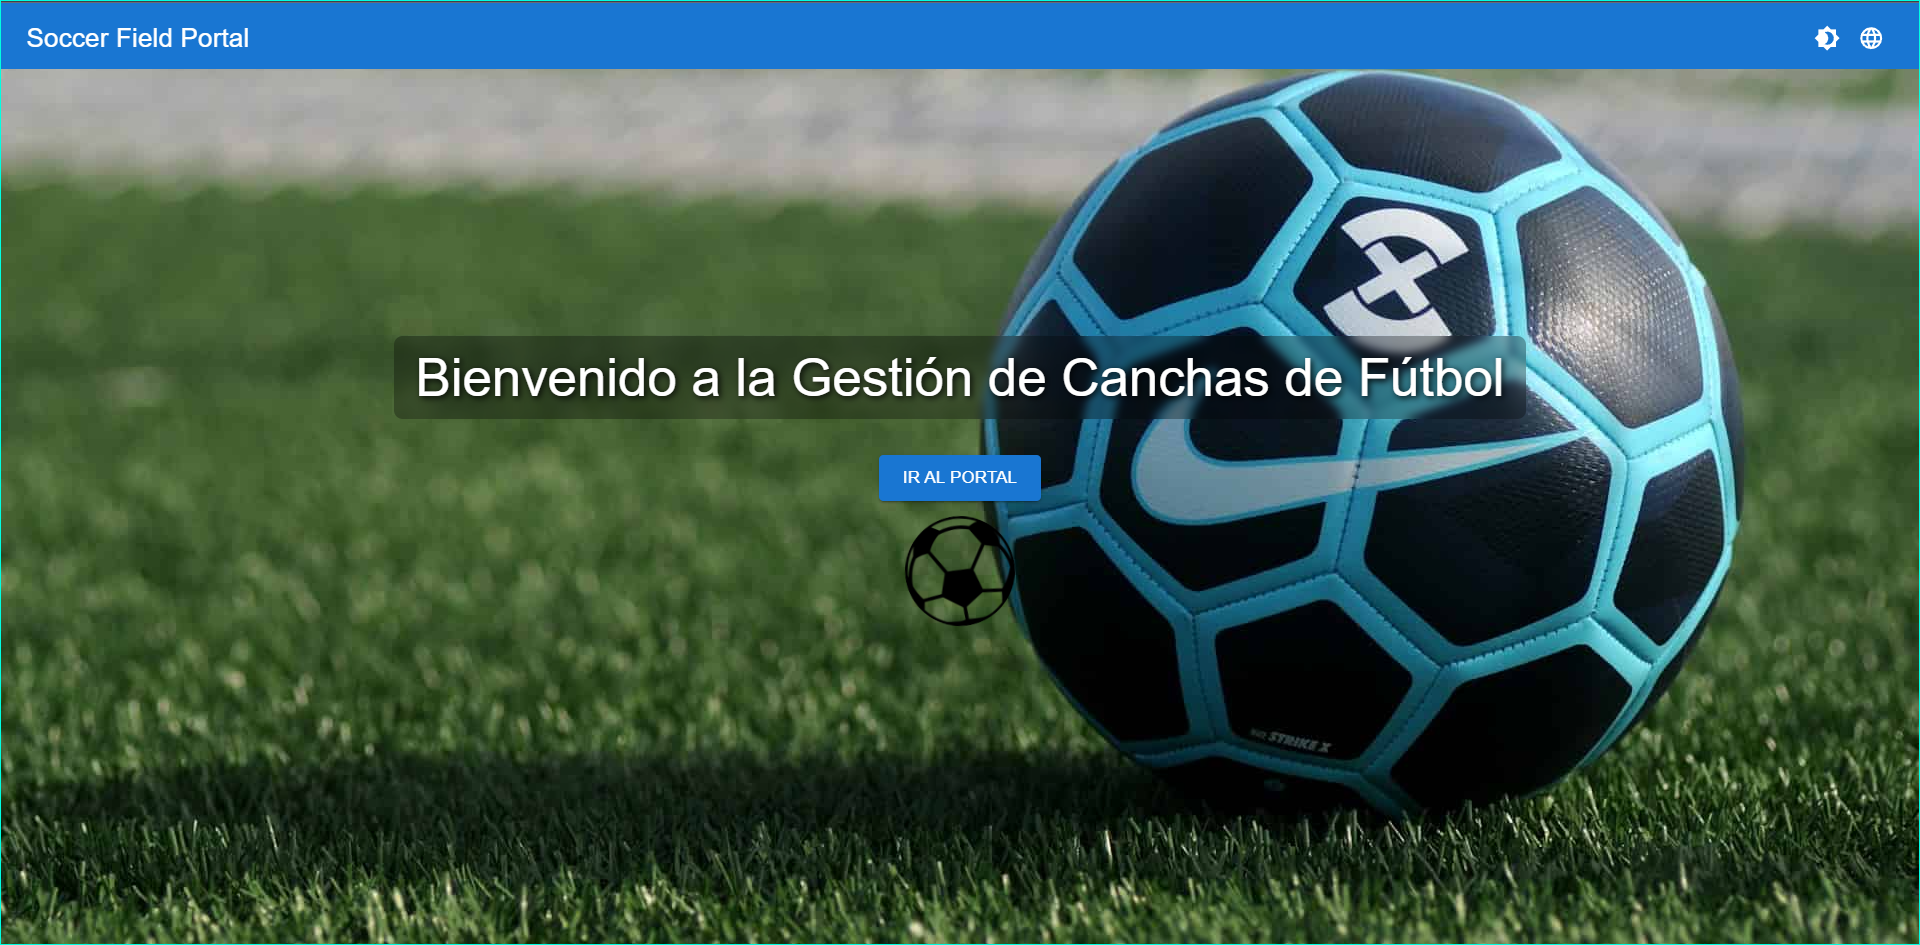 Soccer Field Portal
Bienvenido a la Gestión de Canchas de Fútbol
IR AL PORTAL
STRIKE X